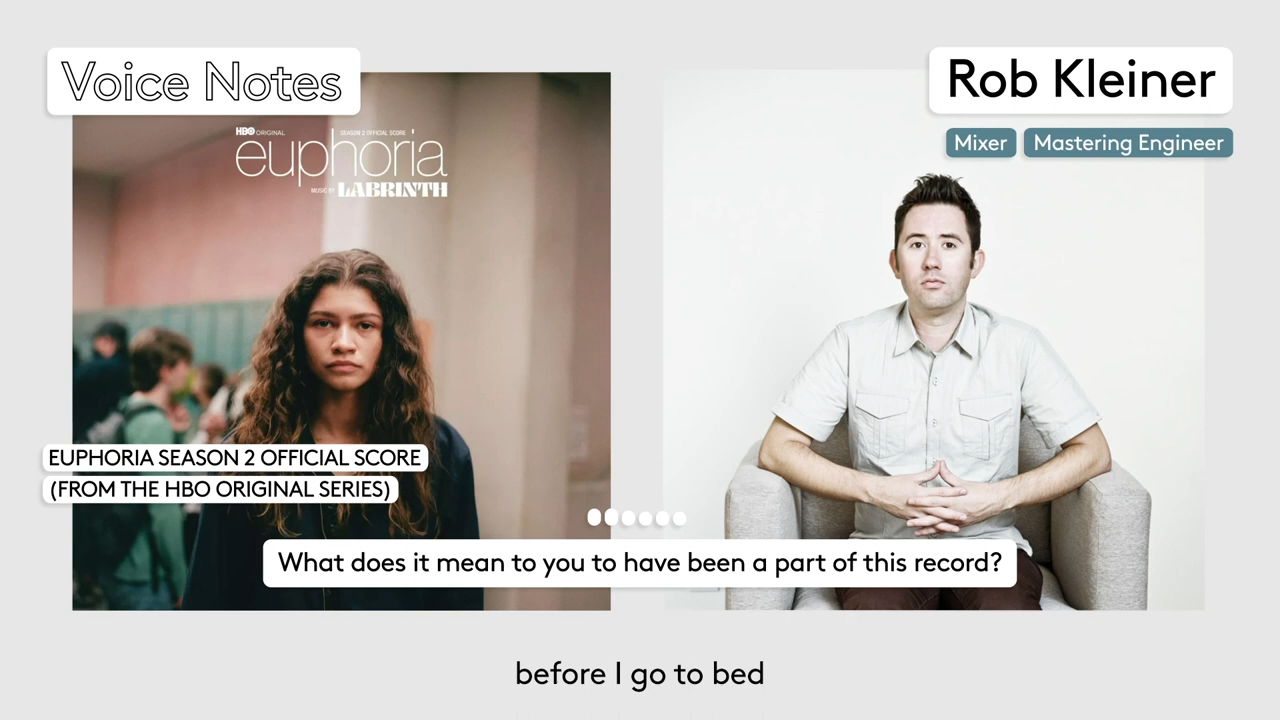 Voice Notes
Rob Kleiner
Mixer
Mastering Engineer
HBO ORIGINAL
SEASON 2 OFFICIAL SCORE
euphoria
MUSIC BY LABRINTH
EUPHORIA SEASON 2 OFFICIAL SCORE
(FROM THE HBO ORIGINAL SERIES)
What does it mean to you to have been a part of this record?
before I go to bed